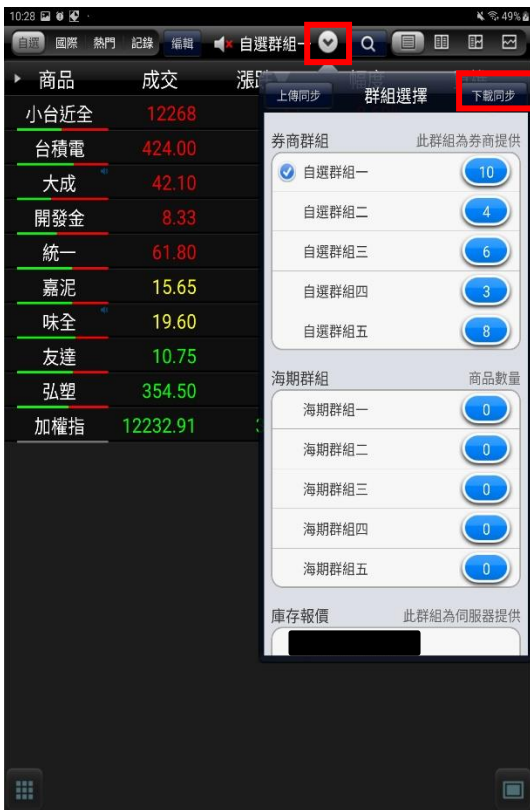 10:28 49%
自選 國際 熱門 記錄 編輯 自選群組一
商品 成交 漲跌 幅度
小台近全 12268
台積電 424.00
大成 42.10
開發金 8.33
統一 61.80
嘉泥 15.65
味全 19.60
友達 10.75
弘塑 354.50
加權指 12232.91
上傳同步 群組選擇 下載同步
券商群組 此群組為券商提供
自選群組一 10
自選群組二 4
自選群組三 6
自選群組四 3
自選群組五 8
海期群組 商品數量
海期群組一 0
海期群組二 0
海期群組三 0
海期群組四 0
海期群組五 0
庫存報價 此群組為伺服器提供